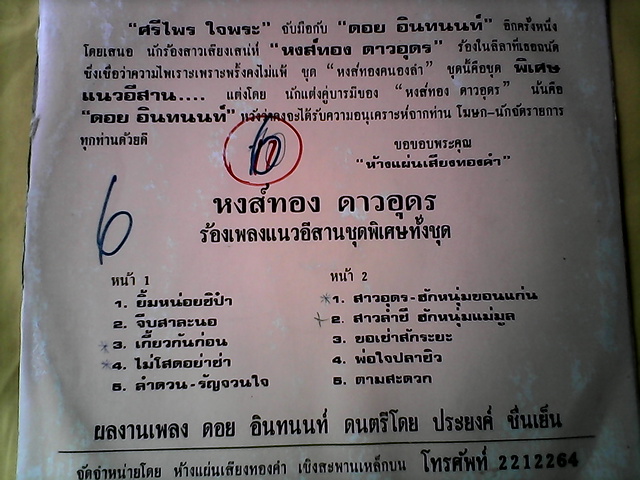 "ศรีไพร ใจพระ" จับมือกับ "ดอย อินทนนท์" อีกครั้งหนึ่ง
โดยเสนอ นักร้องสาวเสียงเสน่ห์ "หงส์ทอง ดาวอุดร" ร้องในลีลาที่เธอถนัด
ซึ่งเชื่อว่าความไพเราะเพราะพริ้งคงไม่แพ้ ชุด "หงส์ทองคนองลำ" ชุดนี้คือชุด พิเศษ
แนวอีสาน.... แต่งโดย นักแต่งคู่บารมีของ "หงส์ทอง ดาวอุดร" นั่นคือ
"ดอย อินทนนท์" หวังว่าคงจะได้รับความอนุเคราะห์จากท่าน โฆษก-นักจัดรายการ
ทุกท่านด้วยดี
ขอขอบพระคุณ
"ห้างแผ่นเสียงทองคำ"
6
6
หงส์ทอง ดาวอุดร
ร้องเพลงแนวอีสานชุดพิเศษทั้งชุด
หน้า 1
1. ยิ้มหน่อยซิป๋า
2. จีบสาละนอ
3. เกี้ยวกันก่อน
4. ไม่โสดอย่าซ่า
5. ลำดวน-รัญจวนใจ
หน้า 2
1. สาวอุดร-ฮักหนุ่มขอนแก่น
2. สาวลำชี ฮักหนุ่มแม่มูล
3. ขอเช่าสักระยะ
4. พ่อใจปลาซิว
5. ตามสะดวก
ผลงานเพลง ดอย อินทนนท์ ดนตรีโดย ประยงค์ ชื่นเย็น
จัดจำหน่ายโดย ห้างแผ่นเสียงทองคำ เชิงสะพานเหล็กบน โทรศัพท์ 2212264